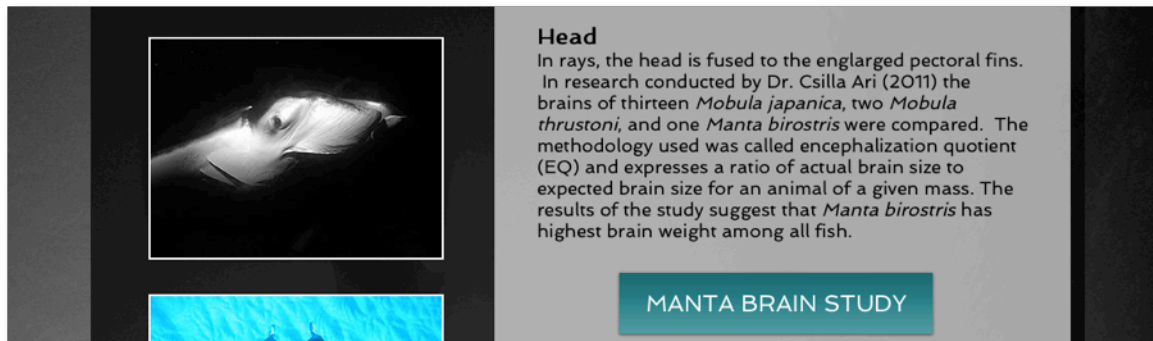 Head
In rays, the head is fused to the englarged pectoral fins.
In research conducted by Dr. Csilla Ari (2011) the
brains of thirteen Mobula japanica, two Mobula
thrustoni, and one Manta birostris were compared.  The
methodology used was called encephalization quotient
(EQ) and expresses a ratio of actual brain size to
expected brain size for an animal of a given mass. The
results of the study suggest that Manta birostris has
highest brain weight among all fish.
MANTA BRAIN STUDY